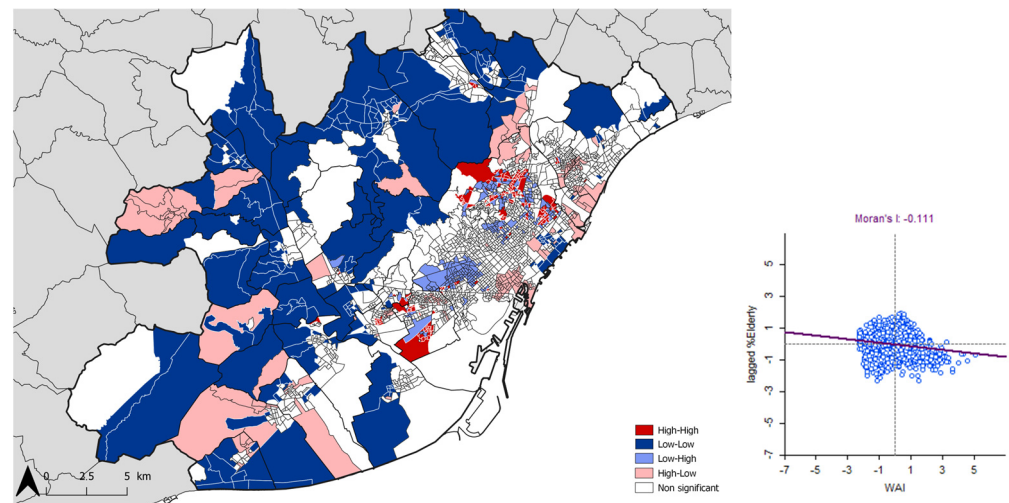 0 2.5 5 km
High-High
Low-Low
Low-High
High-Low
Non significant
Moran's I: -0.111
lagged %Elderly
5
3
1
-1
-3
-5
-7
-7 -5 -3 -1 1 3 5
WAI